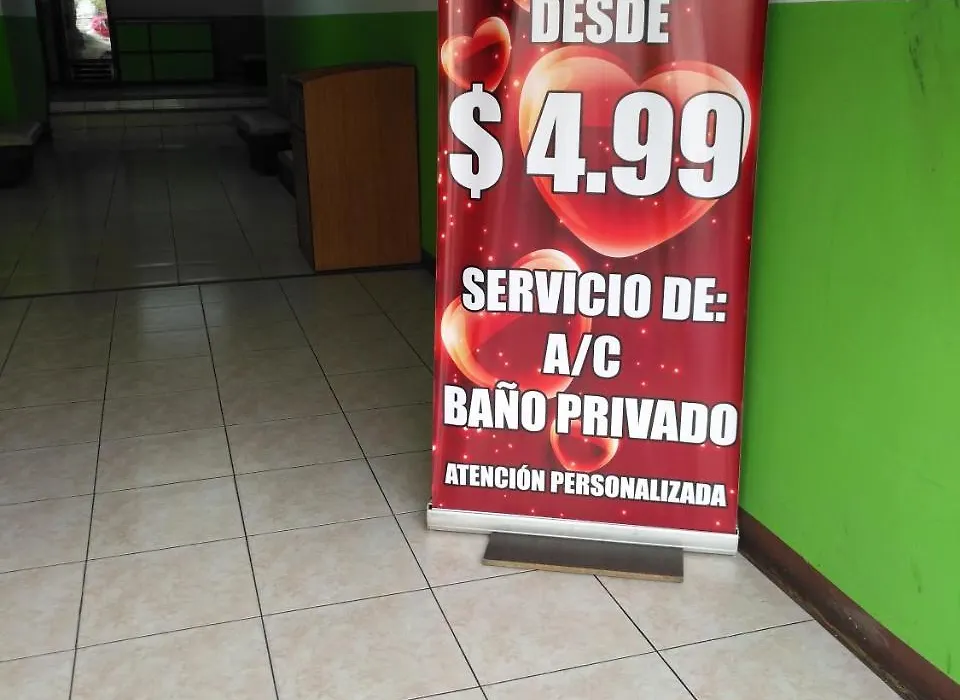 DESDE
$ 4.99
SERVICIO DE:
A/C
BAÑO PRIVADO
ATENCIÓN PERSONALIZADA